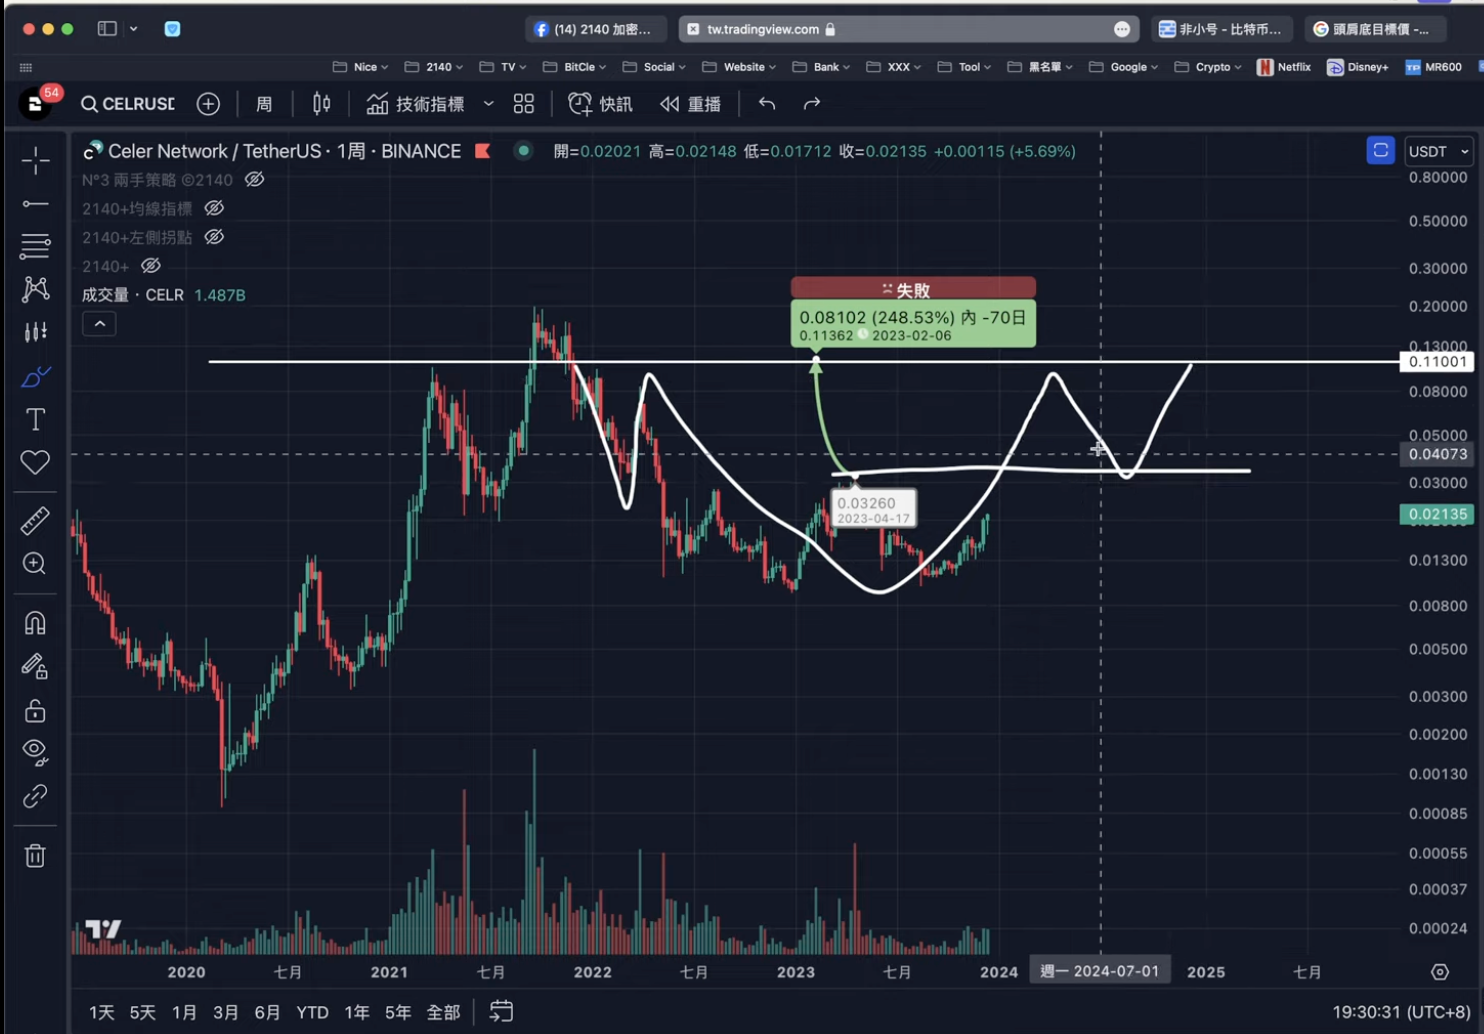 (14) 2140 加密...
tw.tradingview.com
非小号 - 比特币...
頭肩底目標價 -...
Nice
2140
TV
BitCle
Social
Website
Bank
XXX
Tool
黑名單
Google
Crypto
Netflix
Disney+
MR600
54
CELRUSD
周
技術指標
快訊
重播
Celer Network / TetherUS · 1周 · BINANCE
開=0.02021 高=0.02148 低=0.01712 收=0.02135 +0.00115 (+5.69%)
USDT
N°3 兩手策略 ©2140
2140+均線指標
2140+左側拐點
2140+
成交量 · CELR 1.487B
失敗
0.08102 (248.53%) 內 -70日
0.11362 2023-02-06
0.03260
2023-04-17
0.80000
0.50000
0.30000
0.20000
0.13000
0.11001
0.08000
0.05000
0.04073
0.03000
0.02135
0.01300
0.00800
0.00500
0.00300
0.00200
0.00130
0.00085
0.00055
0.00037
0.00024
2020
七月
2021
七月
2022
七月
2023
七月
2024
週一 2024-07-01
2025
七月
1天 5天 1月 3月 6月 YTD 1年 5年 全部
19:30:31 (UTC+8)